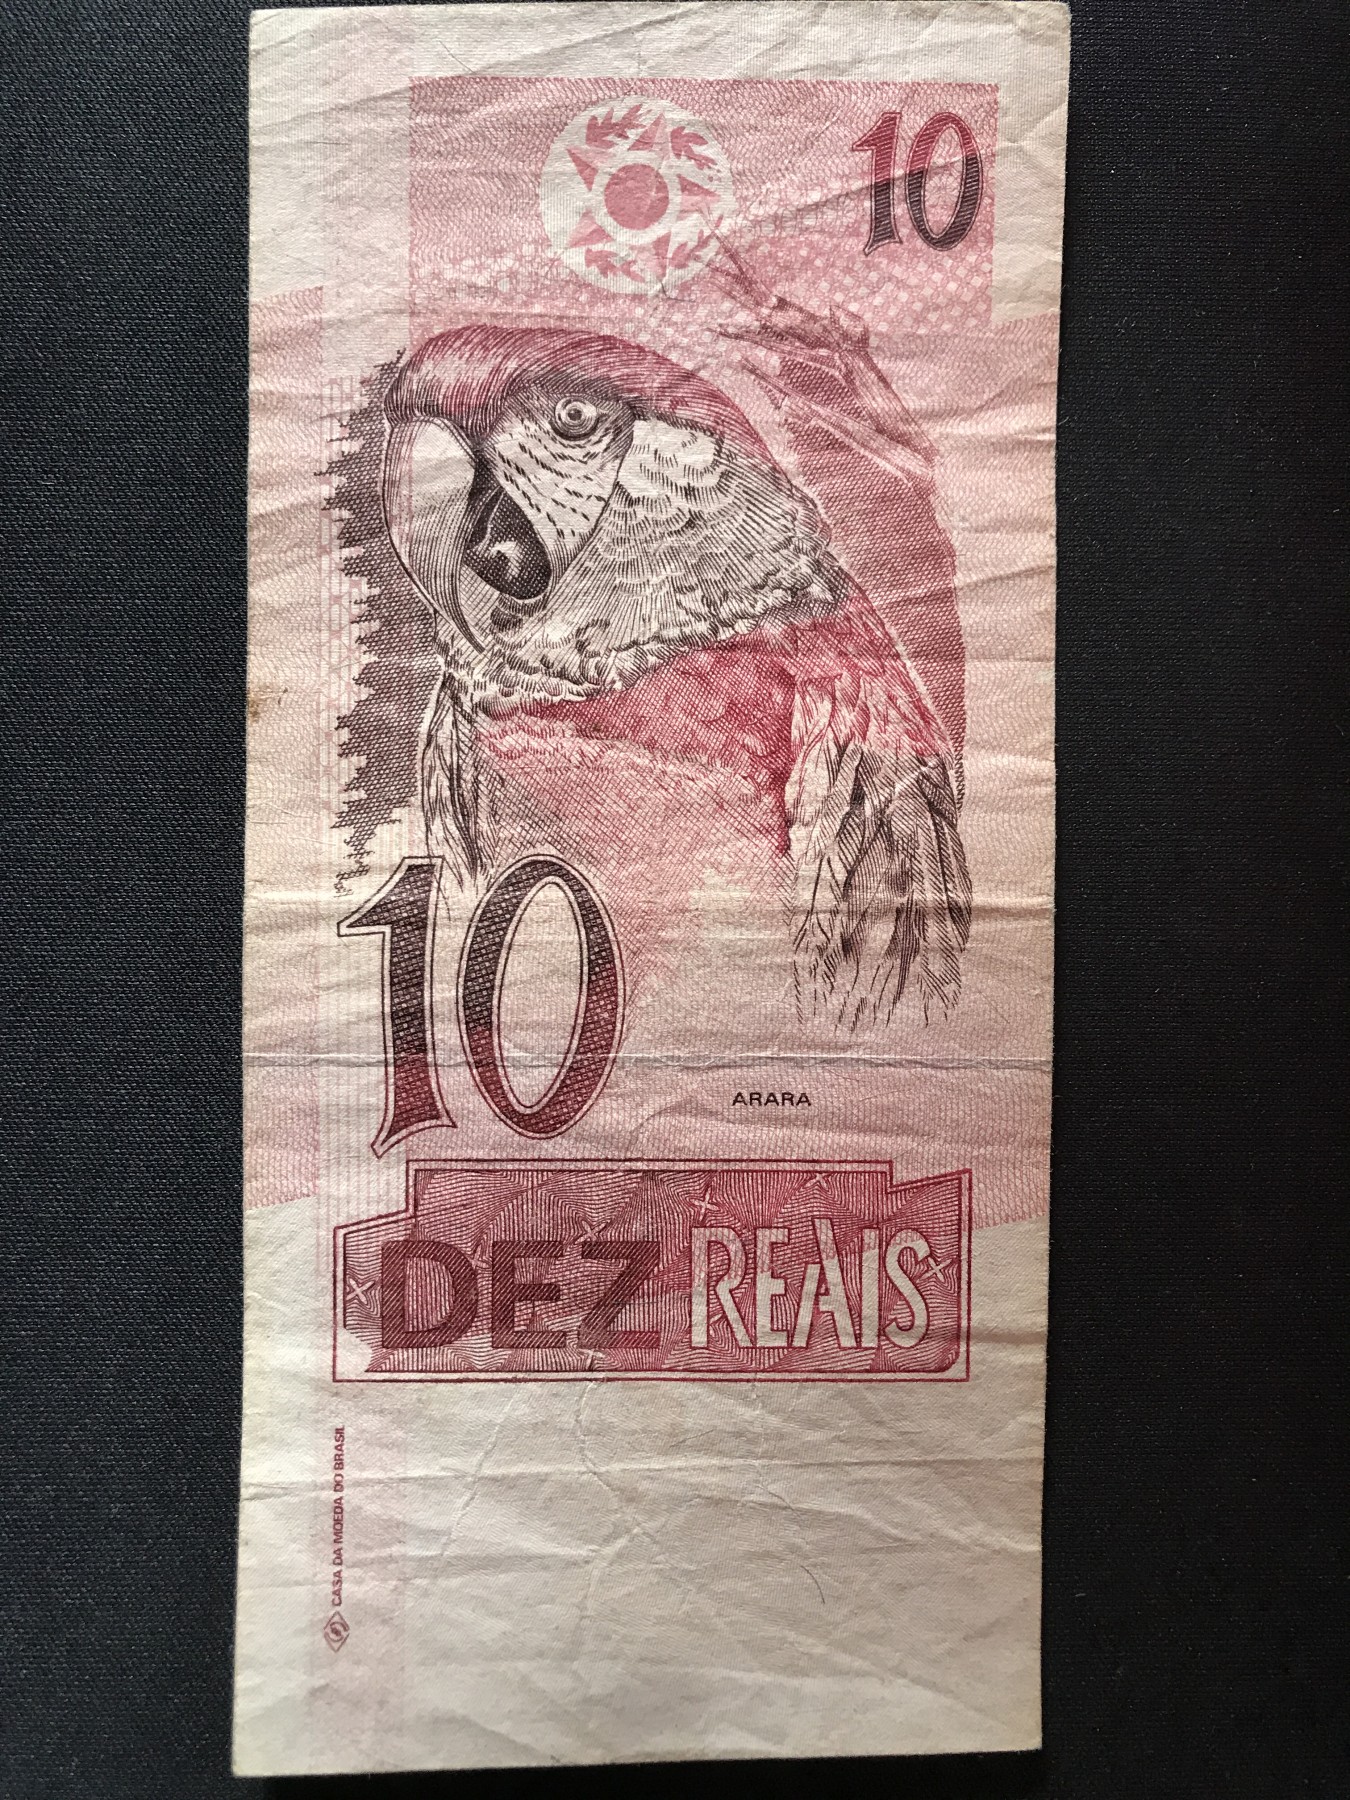 10
10
ARARA
DEZ REAIS
CASA DA MOEDA DO BRASIL